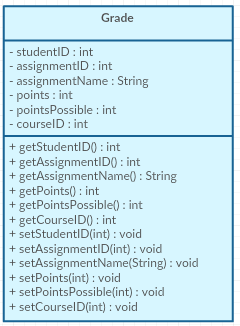 Grade
- studentID : int
- assignmentID : int
- assignmentName : String
- points : int
- pointsPossible : int
- courseID : int
+ getStudentID() : int
+ getAssignmentID() : int
+ getAssignmentName() : String
+ getPoints() : int
+ getPointsPossible() : int
+ getCourseID() : int
+ setStudentID(int) : void
+ setAssignmentID(int) : void
+ setAssignmentName(String) : void
+ setPoints(int) : void
+ setPointsPossible(int) : void
+ setCourseID(int) : void